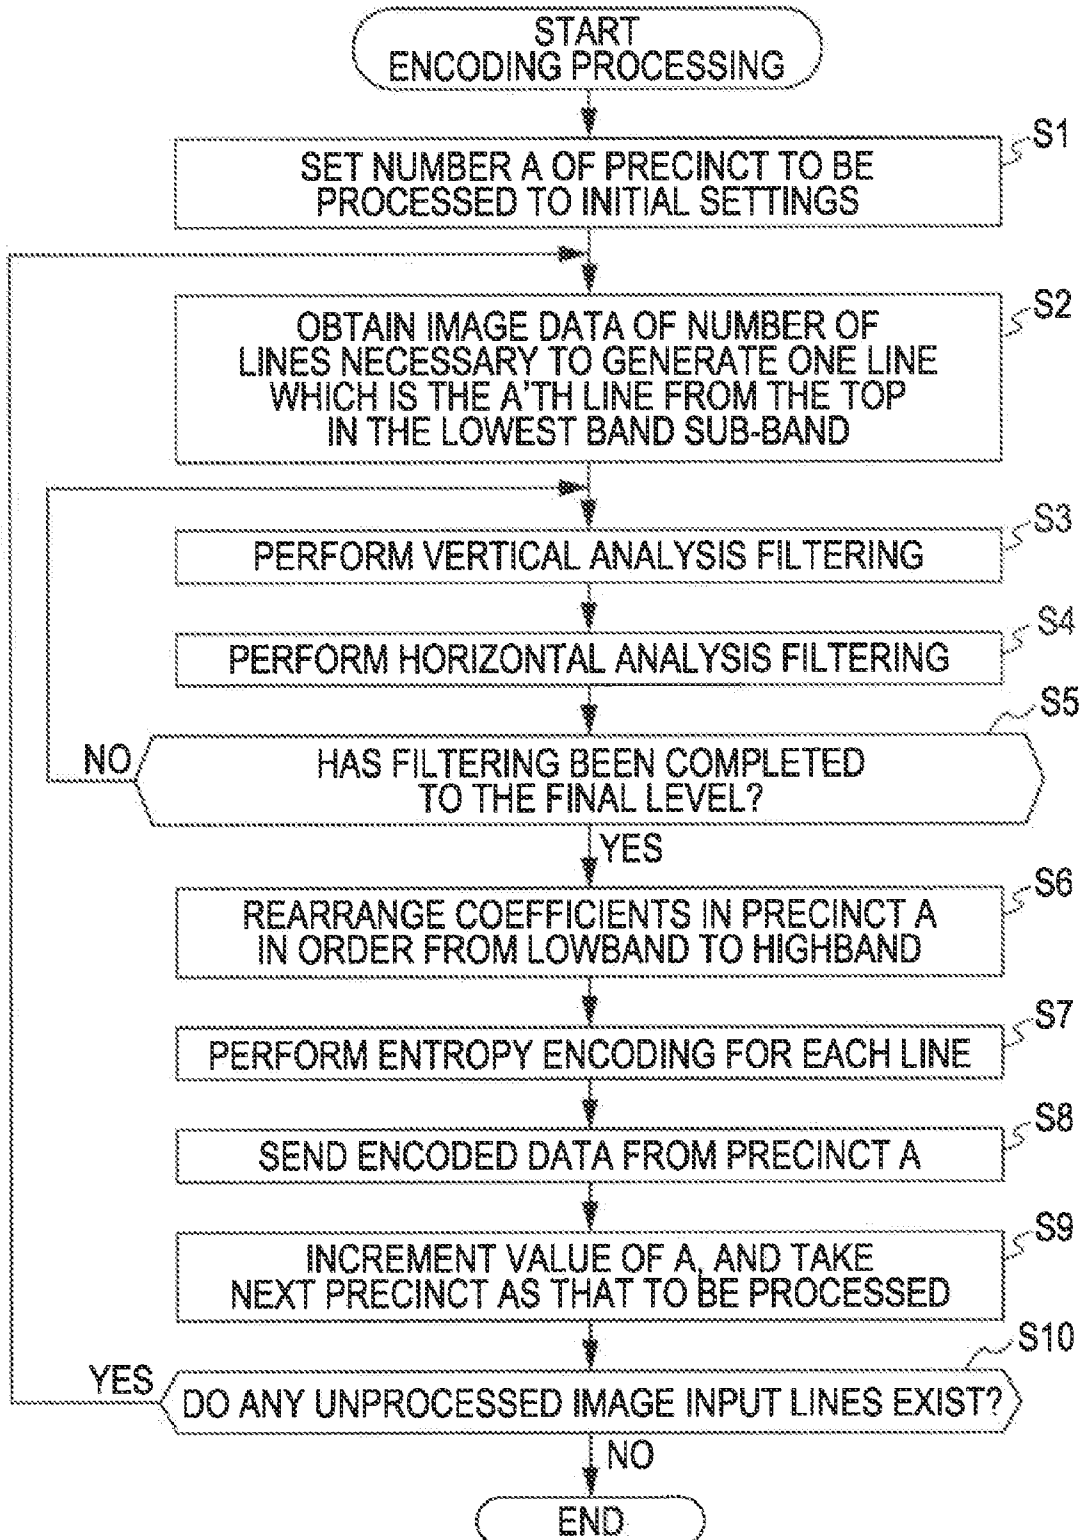 START
ENCODING PROCESSING
S1
SET NUMBER A OF PRECINCT TO BE
PROCESSED TO INITIAL SETTINGS
S2
OBTAIN IMAGE DATA OF NUMBER OF
LINES NECESSARY TO GENERATE ONE LINE
WHICH IS THE A'TH LINE FROM THE TOP
IN THE LOWEST BAND SUB-BAND
S3
PERFORM VERTICAL ANALYSIS FILTERING
S4
PERFORM HORIZONTAL ANALYSIS FILTERING
S5
NO
HAS FILTERING BEEN COMPLETED
TO THE FINAL LEVEL?
YES
S6
REARRANGE COEFFICIENTS IN PRECINCT A
IN ORDER FROM LOWBAND TO HIGHBAND
S7
PERFORM ENTROPY ENCODING FOR EACH LINE
S8
SEND ENCODED DATA FROM PRECINCT A
S9
INCREMENT VALUE OF A, AND TAKE
NEXT PRECINCT AS THAT TO BE PROCESSED
S10
YES
DO ANY UNPROCESSED IMAGE INPUT LINES EXIST?
NO
END